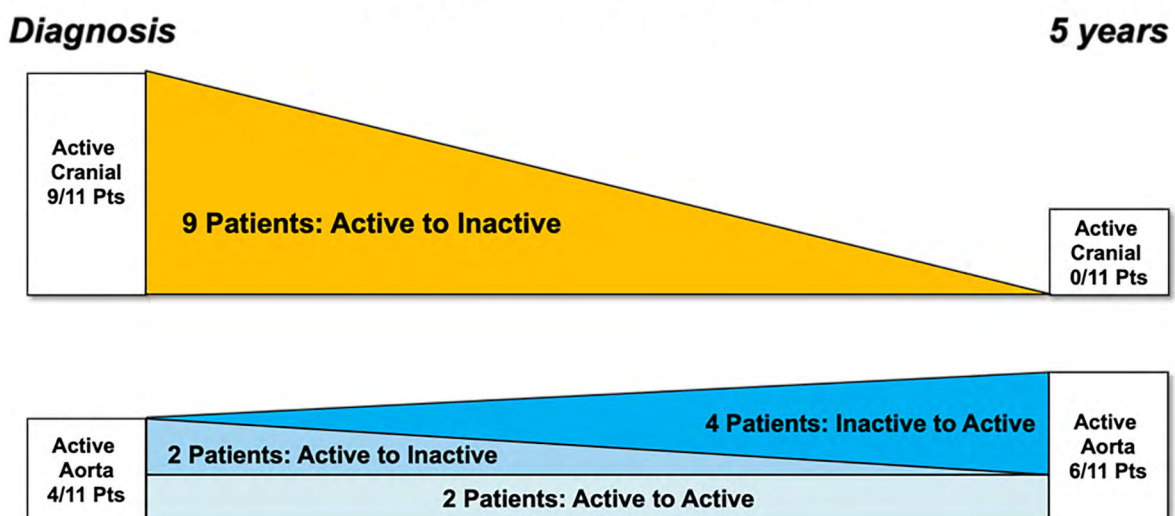 Diagnosis
5 years
Active
Cranial
9/11 Pts
9 Patients: Active to Inactive
Active
Cranial
0/11 Pts
Active
Aorta
4/11 Pts
4 Patients: Inactive to Active
2 Patients: Active to Inactive
2 Patients: Active to Active
Active
Aorta
6/11 Pts